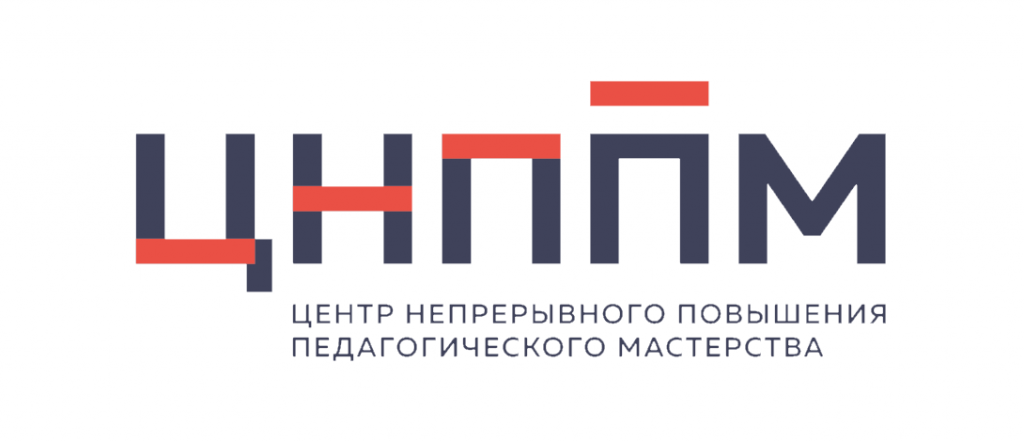 ЦНППМ
ЦЕНТР НЕПРЕРЫВНОГО ПОВЫШЕНИЯ
ПЕДАГОГИЧЕСКОГО МАСТЕРСТВА